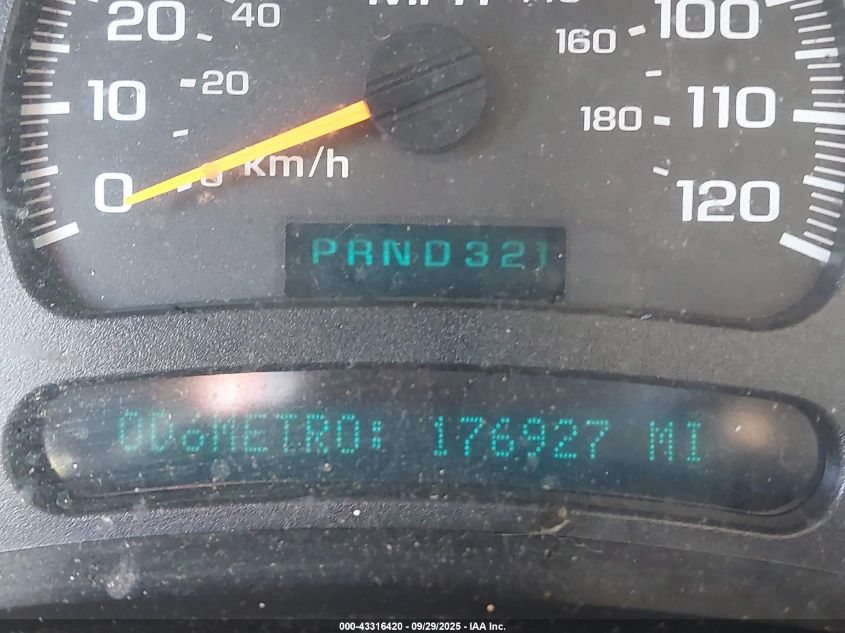 20 40 160 100
10 20 180 110
0 km/h 120
PRND321
ODóMETRO: 176927 MI
000-43316420 - 09/29/2025 - IAA Inc.